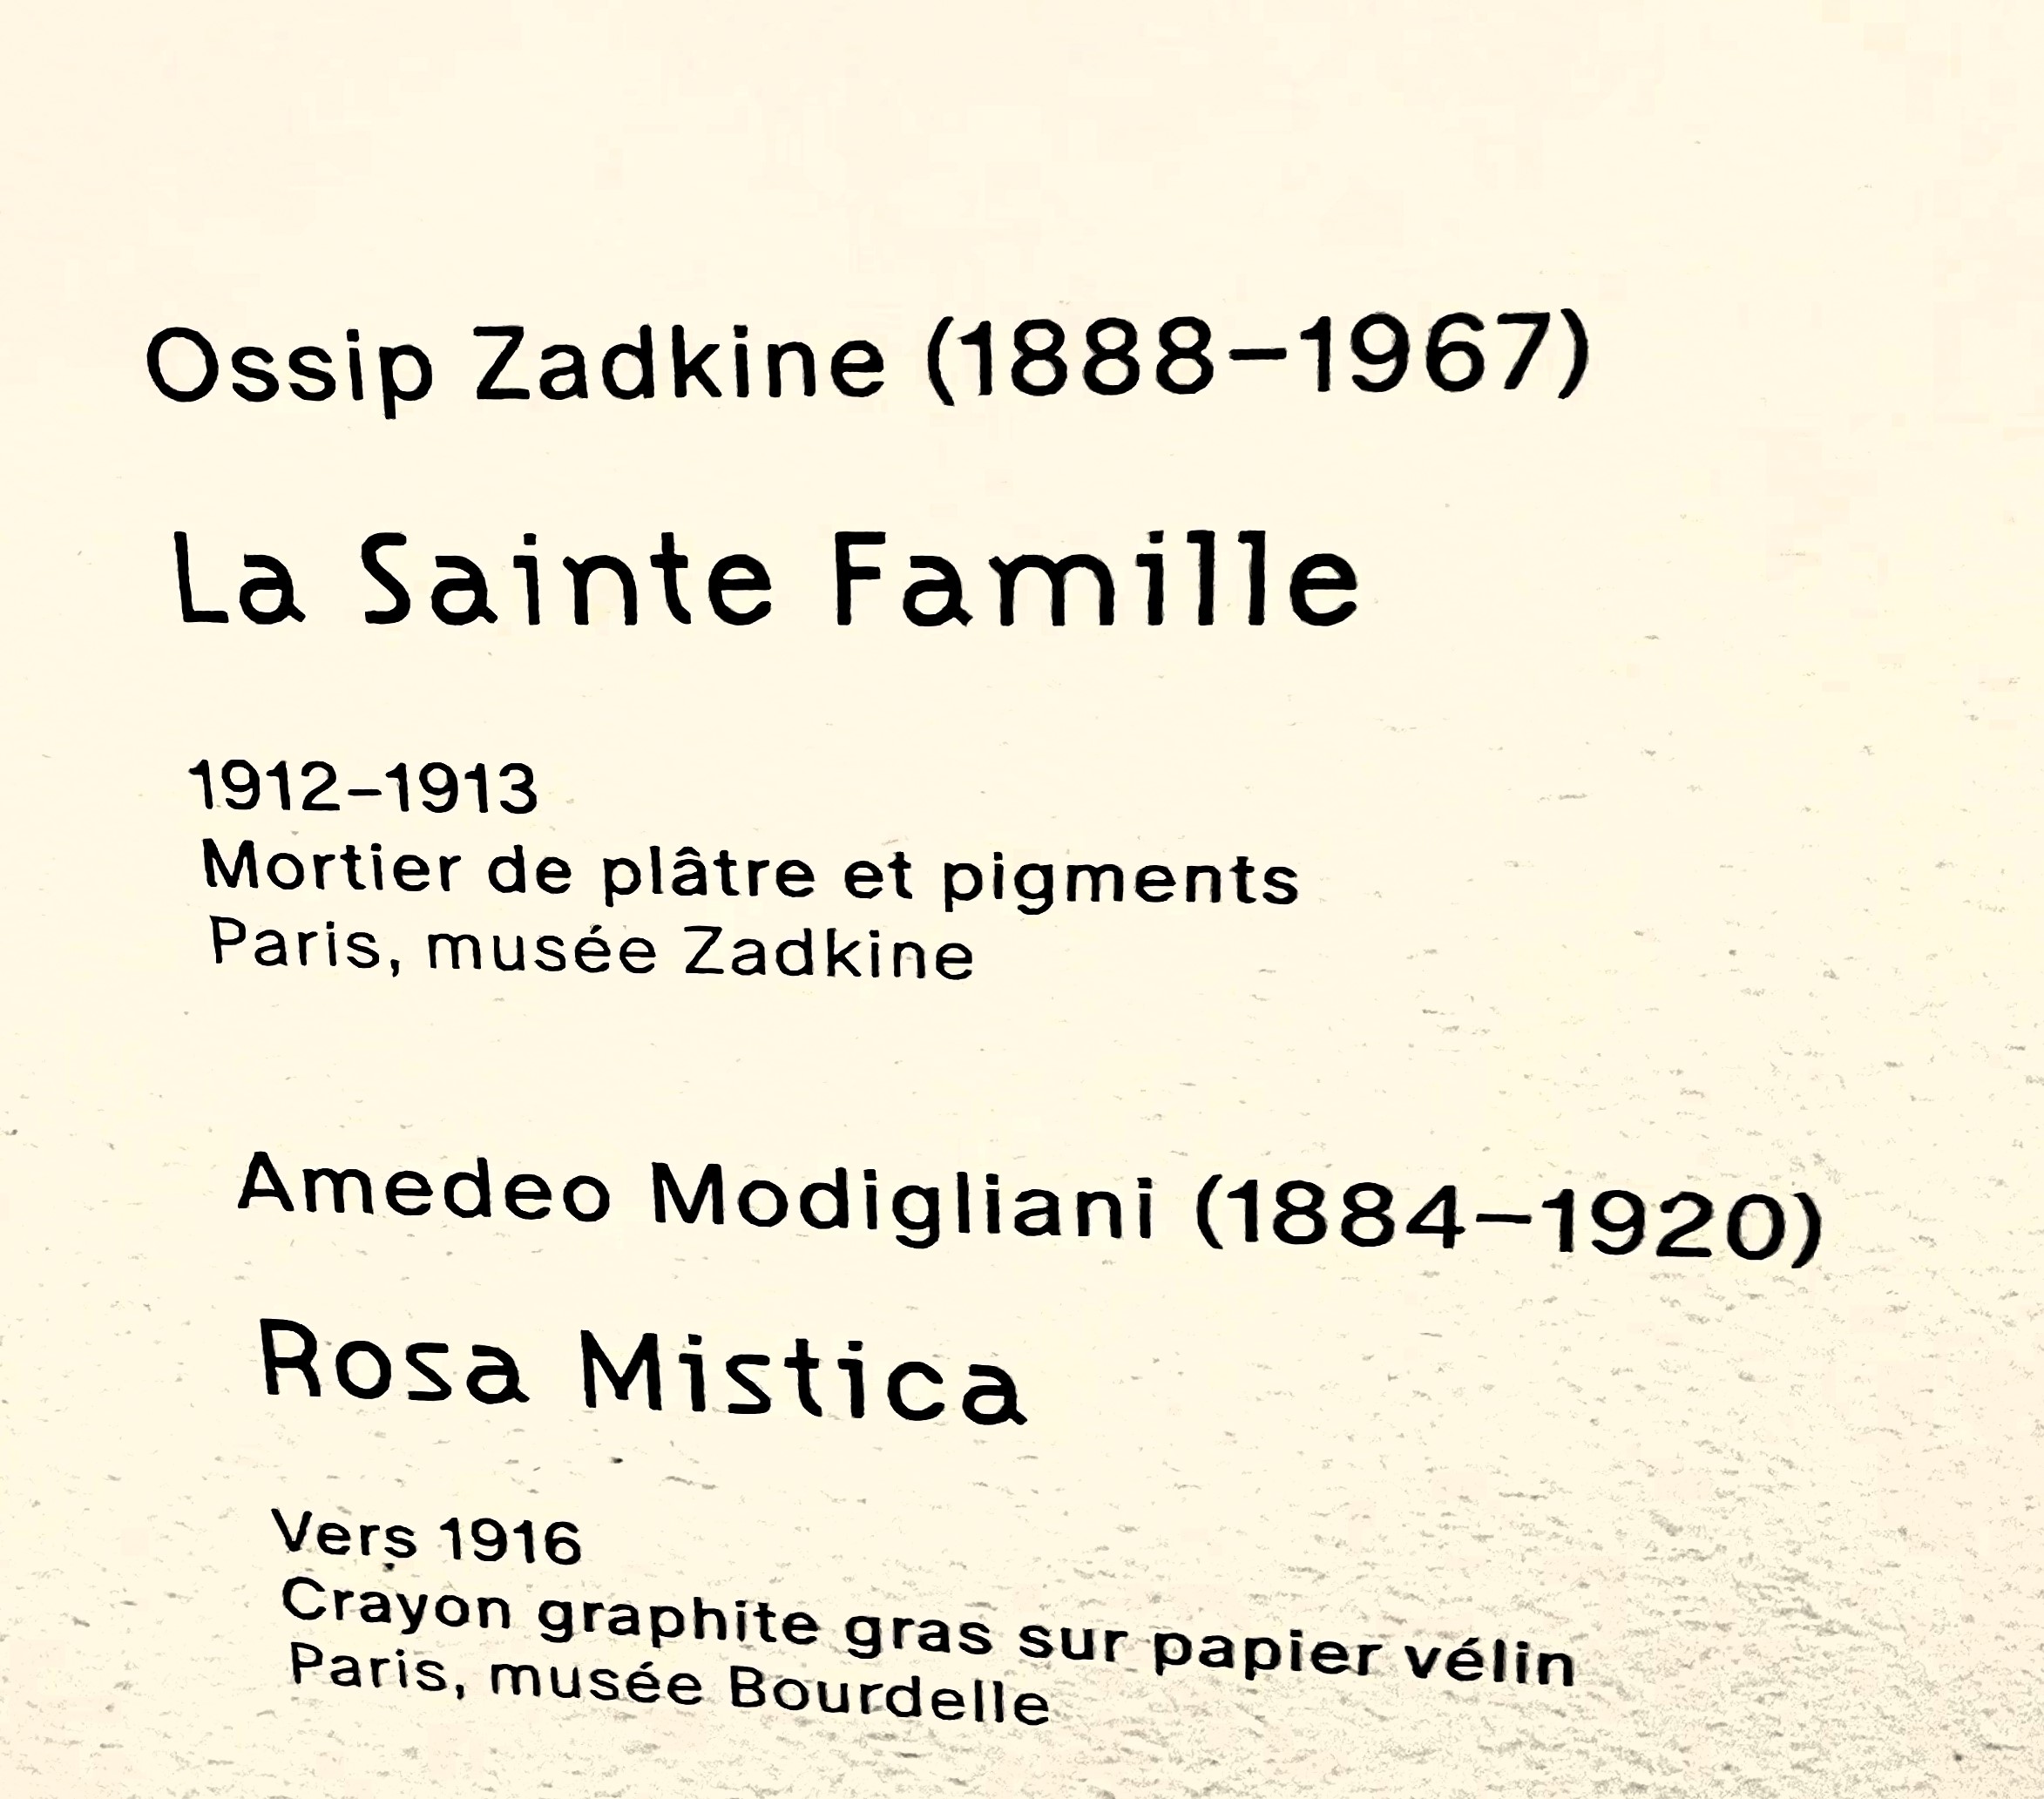 Ossip Zadkine (1888–1967)
La Sainte Famille
1912–1913
Mortier de plâtre et pigments
Paris, musée Zadkine
Amedeo Modigliani (1884–1920)
Rosa Mistica
Vers 1916
Crayon graphite gras sur papier vélin
Paris, musée Bourdelle